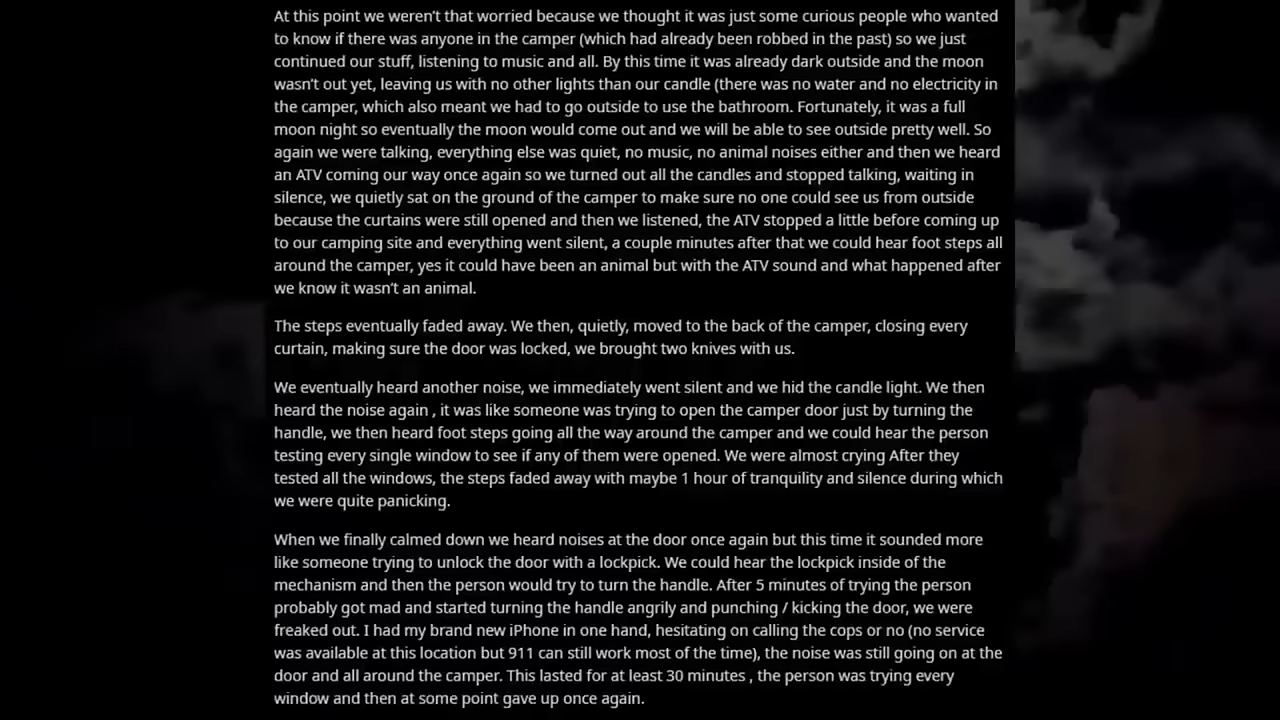 At this point we weren't that worried because we thought it was just some curious people who wanted
to know if there was anyone in the camper (which had already been robbed in the past) so we just
continued our stuff, listening to music and all. By this time it was already dark outside and the moon
wasn't out yet, leaving us with no other lights than our candle (there was no water and no electricity in
the camper, which also meant we had to go outside to use the bathroom. Fortunately, it was a full
moon night so eventually the moon would come out and we will be able to see outside pretty well. So
again we were talking, everything else was quiet, no music, no animal noises either and then we heard
an ATV coming our way once again so we turned out all the candles and stopped talking, waiting in
silence, we quietly sat on the ground of the camper to make sure no one could see us from outside
because the curtains were still opened and then we listened, the ATV stopped a little before coming up
to our camping site and everything went silent, a couple minutes after that we could hear foot steps all
around the camper, yes it could have been an animal but with the ATV sound and what happened after
we know it wasn't an animal.
The steps eventually faded away. We then, quietly, moved to the back of the camper, closing every
curtain, making sure the door was locked, we brought two knives with us.
We eventually heard another noise, we immediately went silent and we hid the candle light. We then
heard the noise again , it was like someone was trying to open the camper door just by turning the
handle, we then heard foot steps going all the way around the camper and we could hear the person
testing every single window to see if any of them were opened. We were almost crying After they
tested all the windows, the steps faded away with maybe 1 hour of tranquility and silence during which
we were quite panicking.
When we finally calmed down we heard noises at the door once again but this time it sounded more
like someone trying to unlock the door with a lockpick. We could hear the lockpick inside of the
mechanism and then the person would try to turn the handle. After 5 minutes of trying the person
probably got mad and started turning the handle angrily and punching / kicking the door, we were
freaked out. I had my brand new iPhone in one hand, hesitating on calling the cops or no (no service
was available at this location but 911 can still work most of the time), the noise was still going on at the
door and all around the camper. This lasted for at least 30 minutes , the person was trying every
window and then at some point gave up once again.